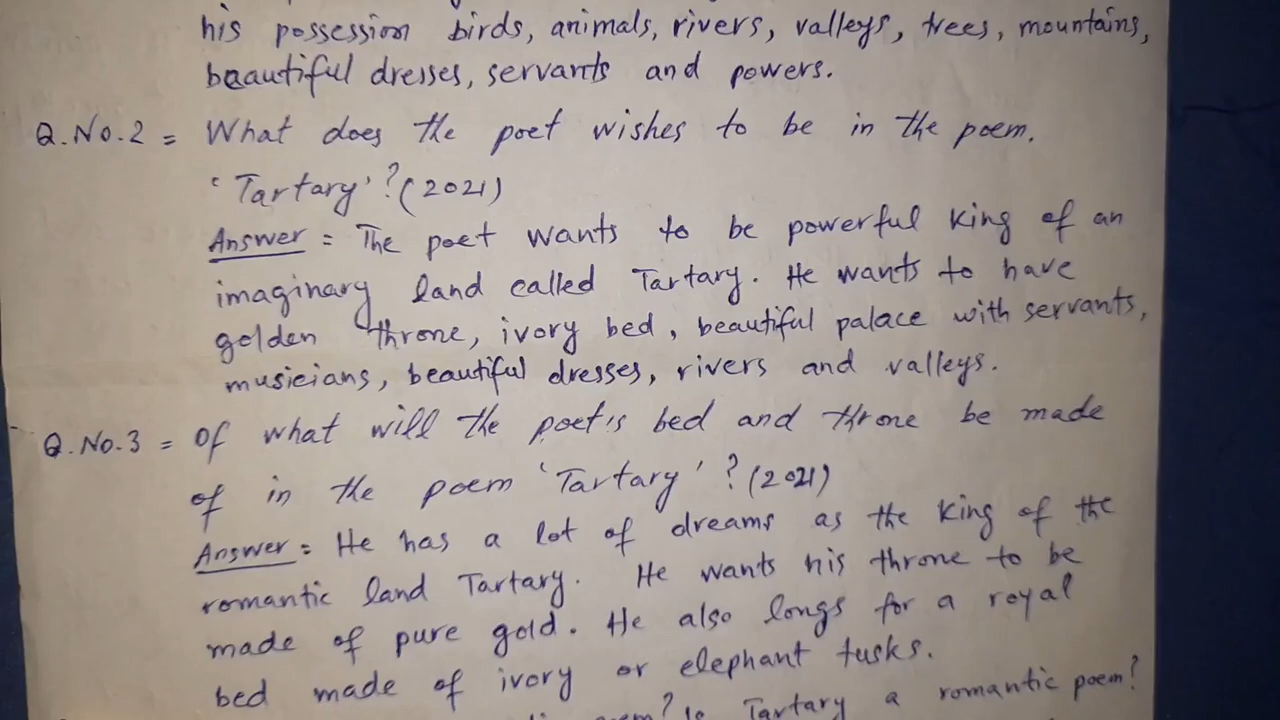 his possession birds, animals, rivers, valleys, trees, mountains,
beautiful dresses, servants and powers.
Q.No.2 = What does the poet wishes to be in the poem.
'Tartary'? (2021)
Answer = The poet wants to be powerful king of an
imaginary land called Tartary. He wants to have
golden throne, ivory bed, beautiful palace with servants,
musicians, beautiful dresses, rivers and valleys.
Q.No.3 = Of what will the poet's bed and throne be made
of in the poem 'Tartary'? (2021)
Answer = He has a lot of dreams as the king of the
romantic land Tartary. He wants his throne to be
made of pure gold. He also longs for a royal
bed made of ivory or elephant tusks.
poem? Is Tartary a romantic poem?